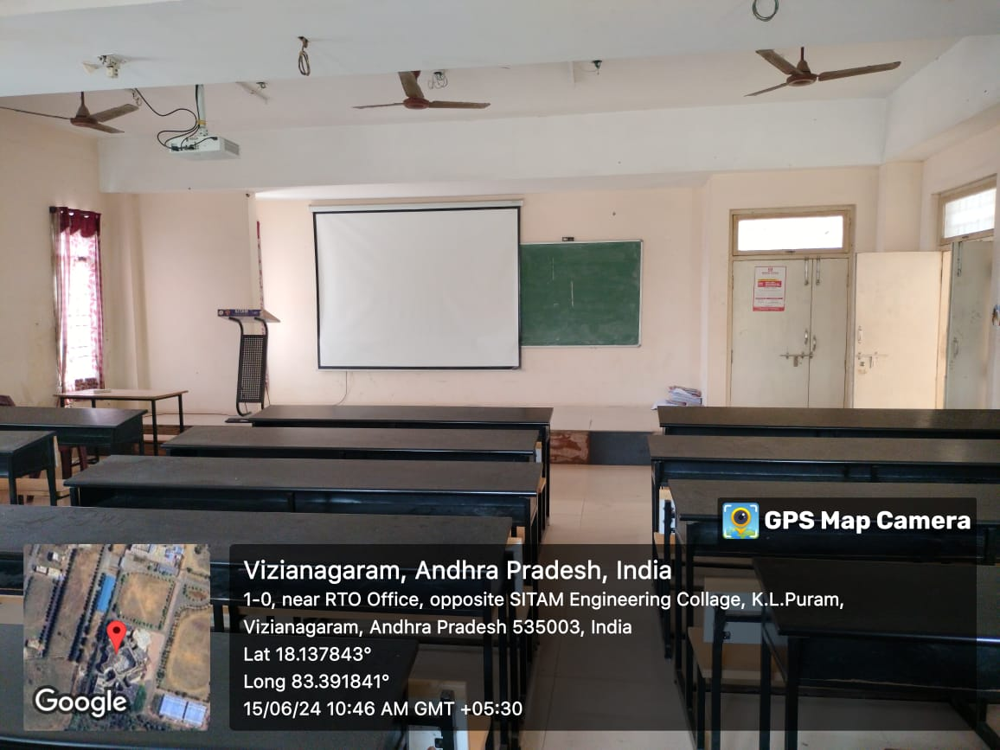 SITAM
GPS Map Camera
Vizianagaram, Andhra Pradesh, India
1-0, near RTO Office, opposite SITAM Engineering Collage, K.L.Puram,
Vizianagaram, Andhra Pradesh 535003, India
Lat 18.137843°
Long 83.391841°
15/06/24 10:46 AM GMT +05:30
Google